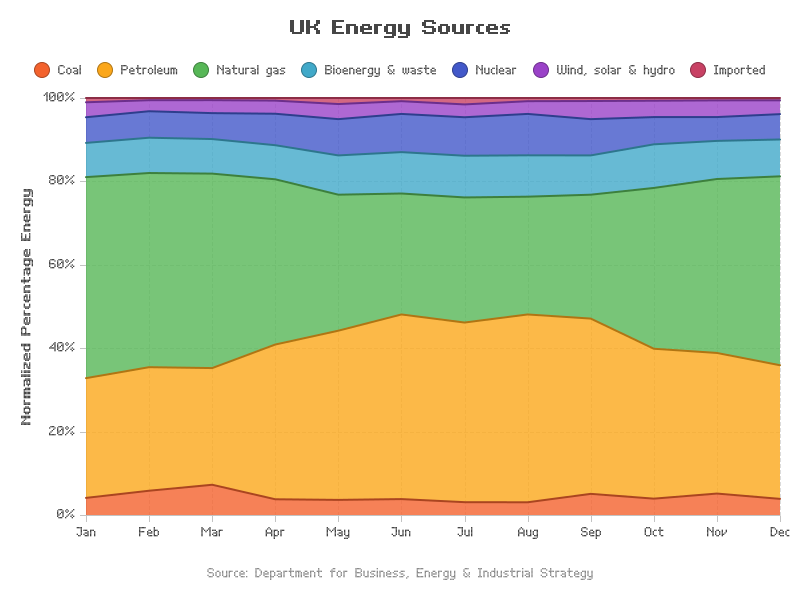 UK Energy Sources
Coal Petroleum Natural gas Bioenergy & waste Nuclear Wind, solar & hydro Imported
Normalized Percentage Energy
100%
80%
60%
40%
20%
0%
Jan Feb Mar Apr May Jun Jul Aug Sep Oct Nov Dec
Source: Department for Business, Energy & Industrial Strategy